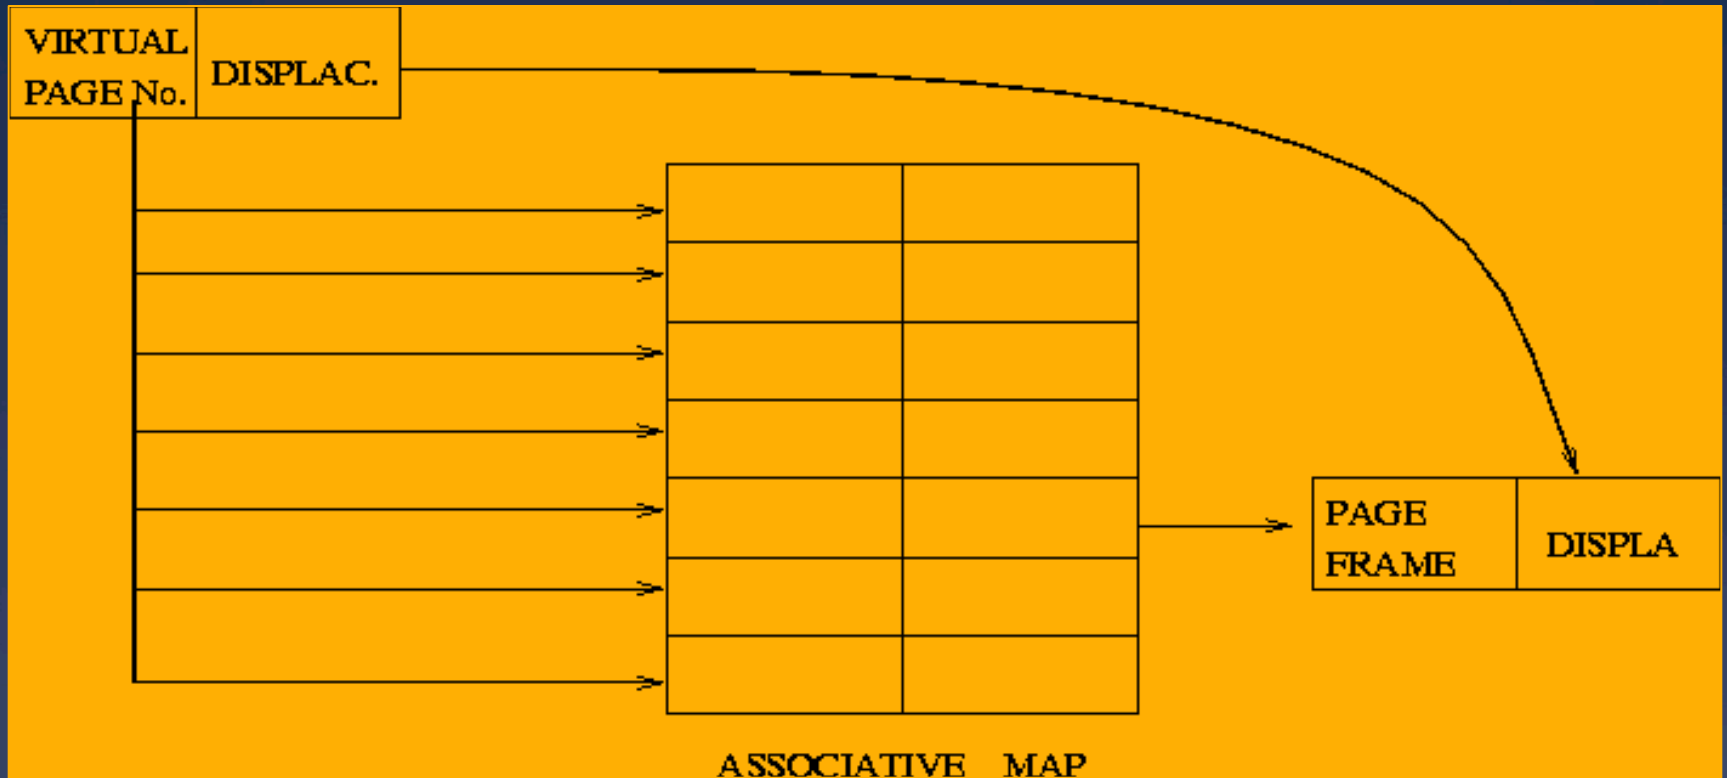 VIRTUAL
PAGE No.
DISPLAC.
PAGE
FRAME
DISPLA
ASSOCIATIVE MAP